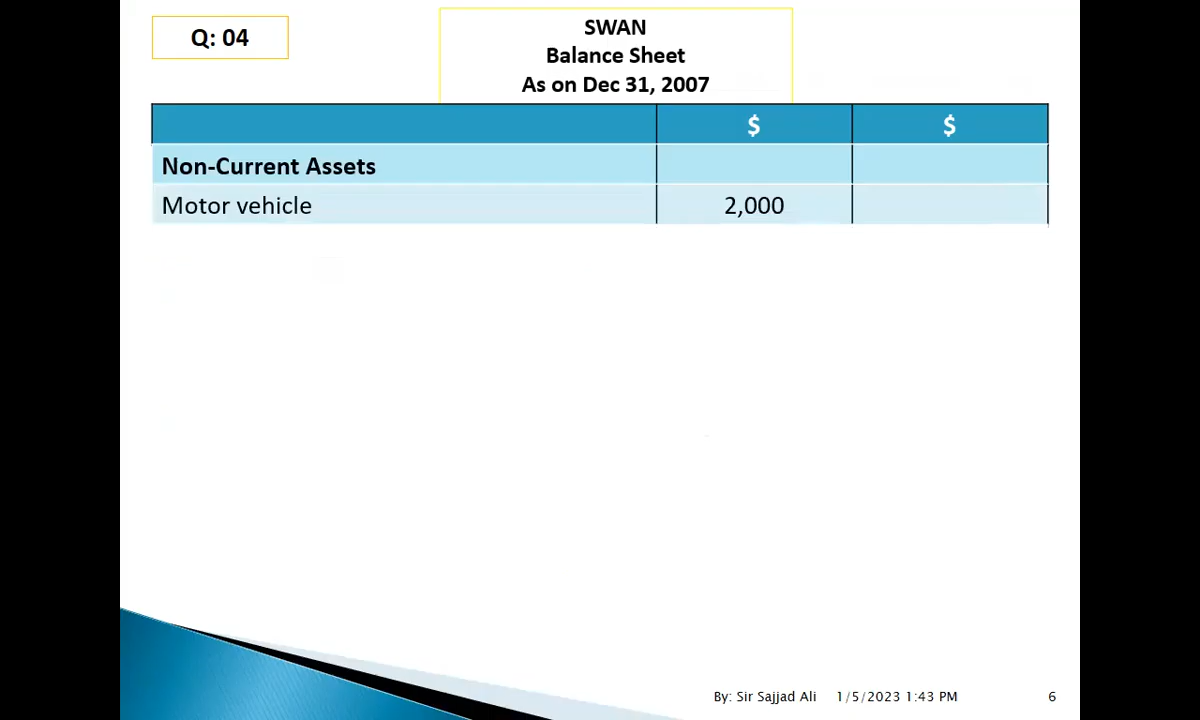 Q: 04
SWAN
Balance Sheet
As on Dec 31, 2007
$ $
Non-Current Assets
Motor vehicle 2,000
By: Sir Sajjad Ali 1/5/2023 1:43 PM 6